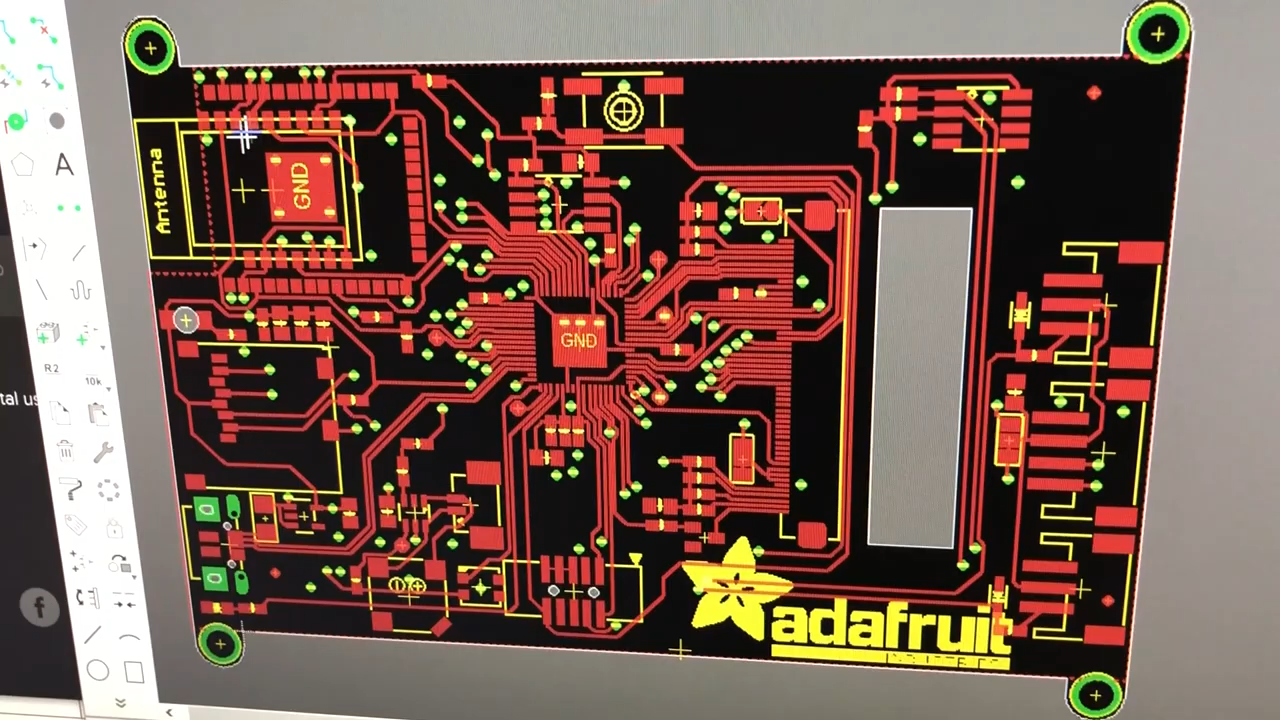 Antenna
GND
GND
R2
10k
tal us
A
f
adafruit